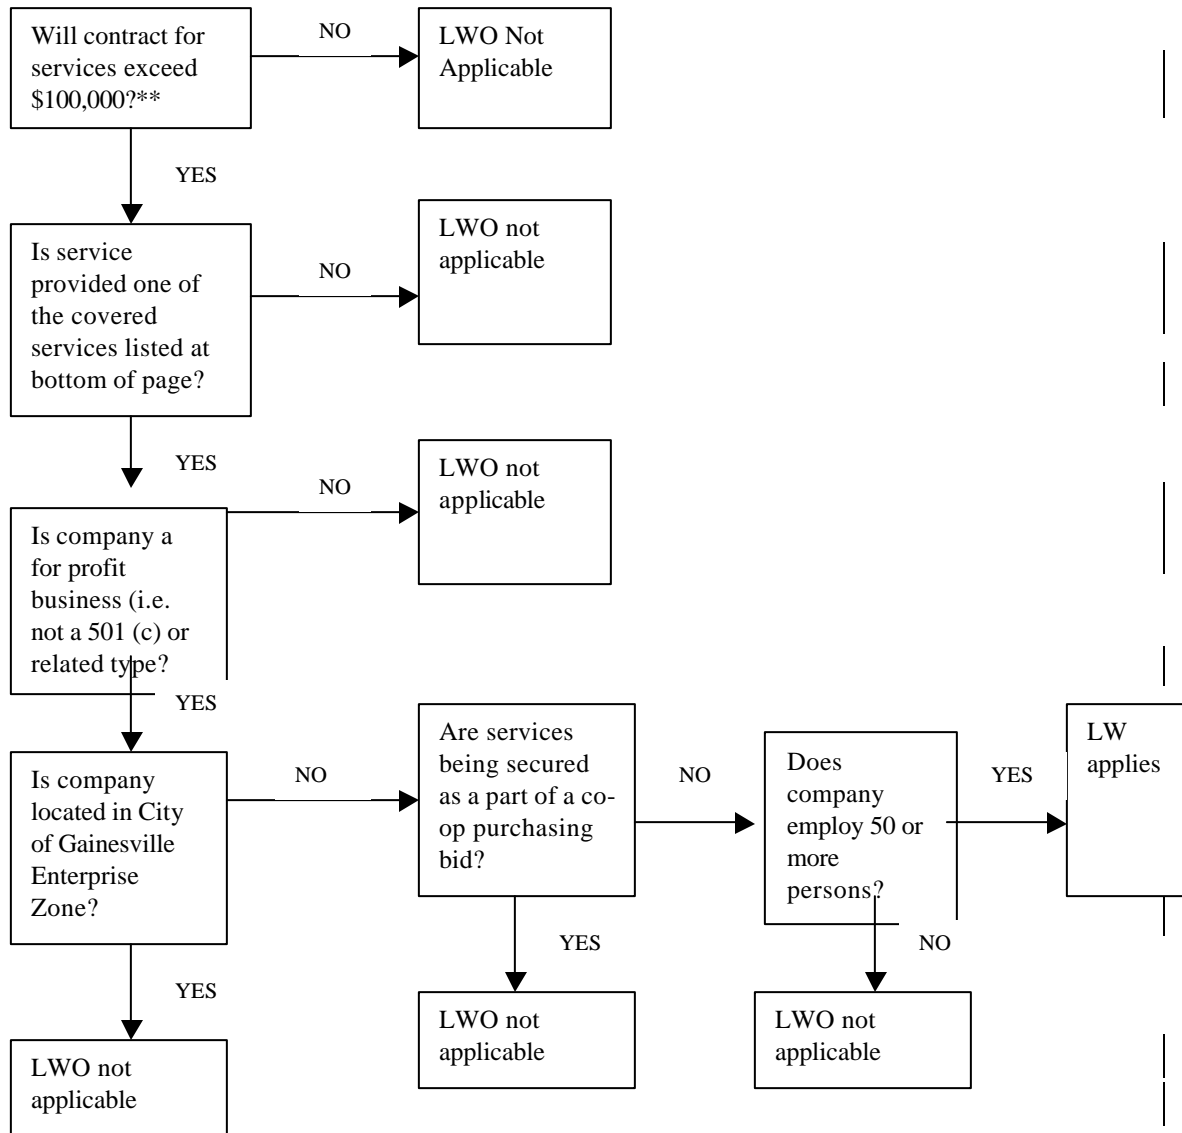 Will contract for
services exceed
$100,000?**
NO
LWO Not
Applicable
YES
Is service
provided one of
the covered
services listed at
bottom of page?
NO
LWO not
applicable
YES
Is company a
for profit
business (i.e.
not a 501 (c) or
related type?
NO
LWO not
applicable
YES
Is company
located in City
of Gainesville
Enterprise
Zone?
NO
Are services
being secured
as a part of a co-
op purchasing
bid?
NO
Does
company
employ 50 or
more
persons?
YES
LW
applies
YES
LWO not
applicable
YES
LWO not
applicable
NO
LWO not
applicable